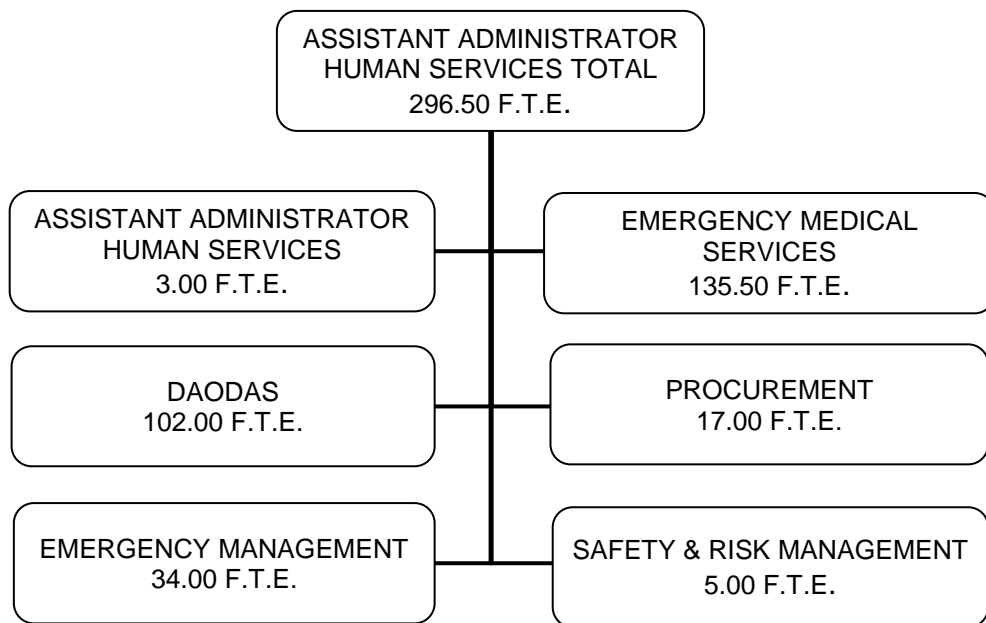 ASSISTANT ADMINISTRATOR
HUMAN SERVICES TOTAL
296.50 F.T.E.
ASSISTANT ADMINISTRATOR
HUMAN SERVICES
3.00 F.T.E.
EMERGENCY MEDICAL
SERVICES
135.50 F.T.E.
DAODAS
102.00 F.T.E.
PROCUREMENT
17.00 F.T.E.
EMERGENCY MANAGEMENT
34.00 F.T.E.
SAFETY & RISK MANAGEMENT
5.00 F.T.E.